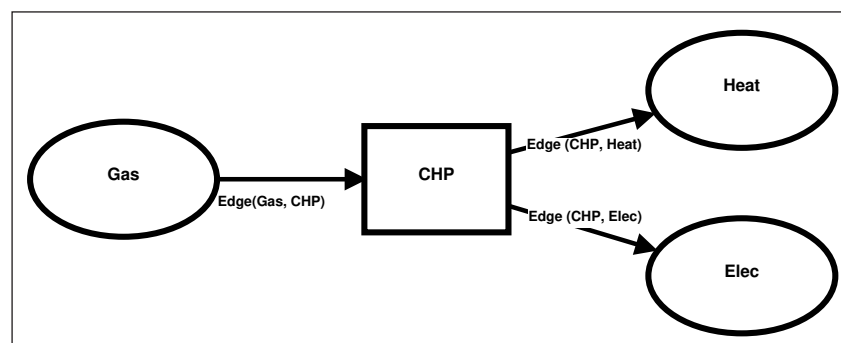 Heat
Edge (CHP, Heat)
Gas
CHP
Edge(Gas, CHP)
Edge (CHP, Elec)
Elec